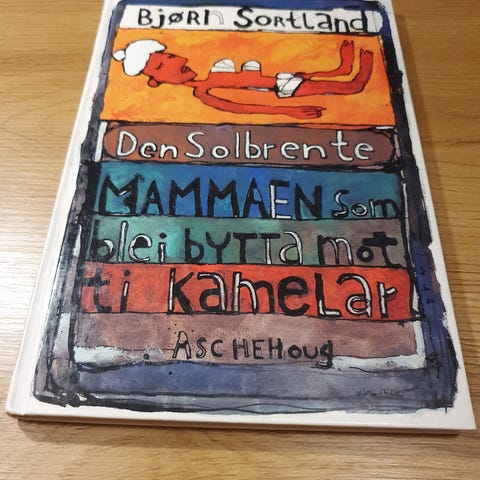 Bjørn Sortland
Den Solbrente
MAMMAEN som
blei bytta mot
ti Kamelar
ASCHEHoug